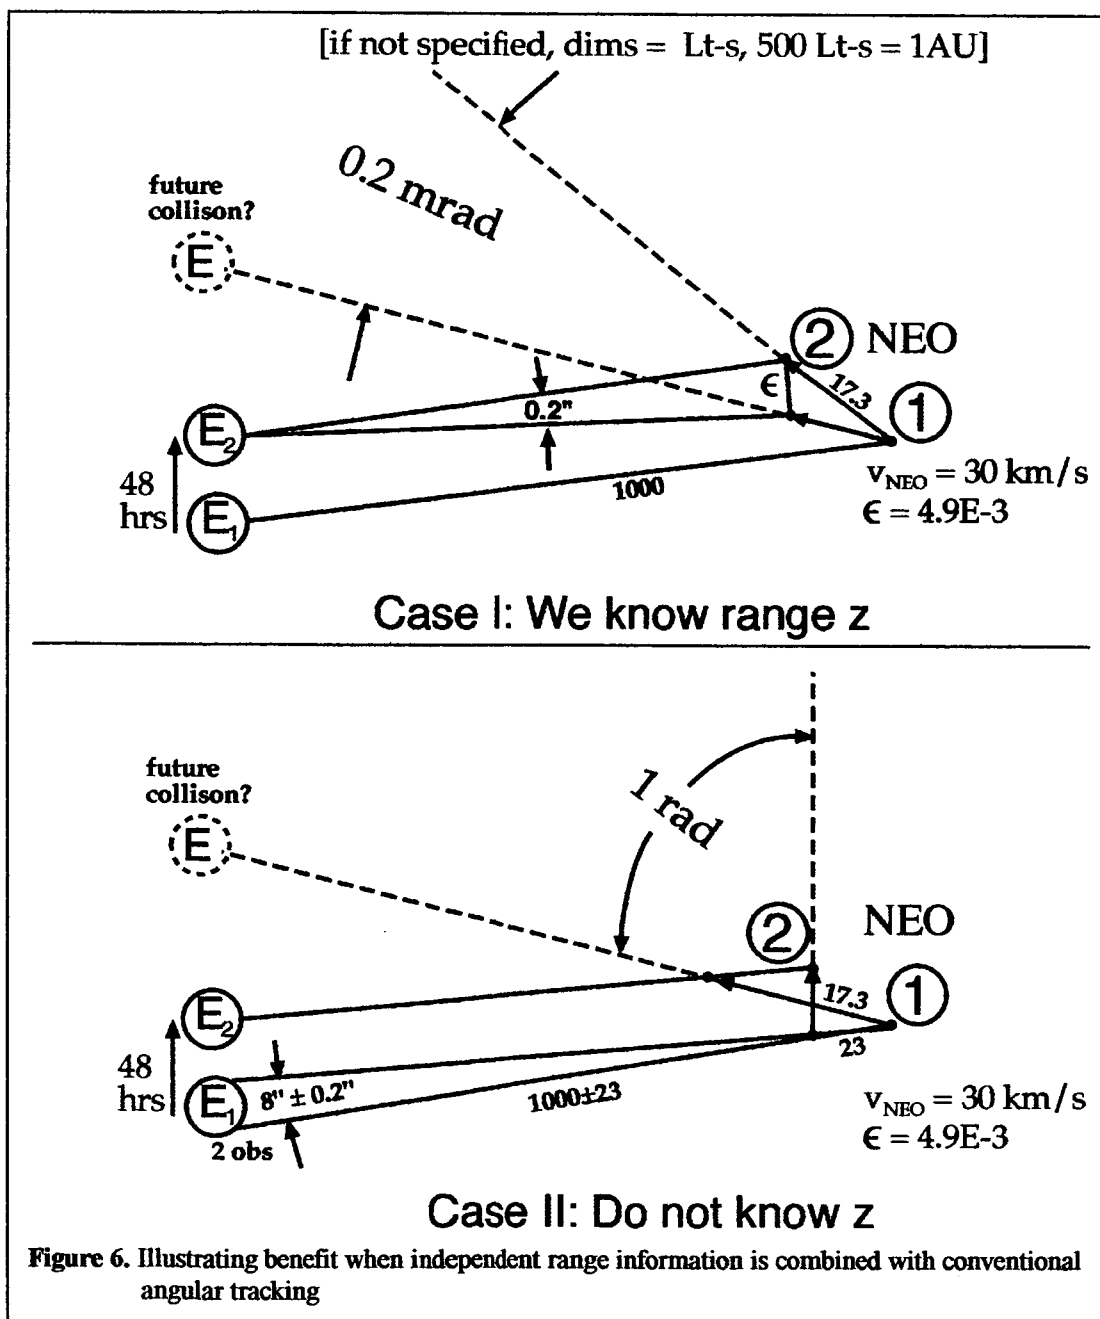 [if not specified, dims = Lt-s, 500 Lt-s = 1AU]
0.2 mrad
future
collison?
E
2 NEO
ϵ
17.3
1
0.2"
E2
1000
48
hrs
E1
vNEO = 30 km/s
ϵ = 4.9E-3
Case I: We know range z
future
collison?
E
1 rad
2 NEO
17.3
1
23
E2
48
hrs
E1
8" ± 0.2"
1000±23
2 obs
vNEO = 30 km/s
ϵ = 4.9E-3
Case II: Do not know z
Figure 6. Illustrating benefit when independent range information is combined with conventional
angular tracking